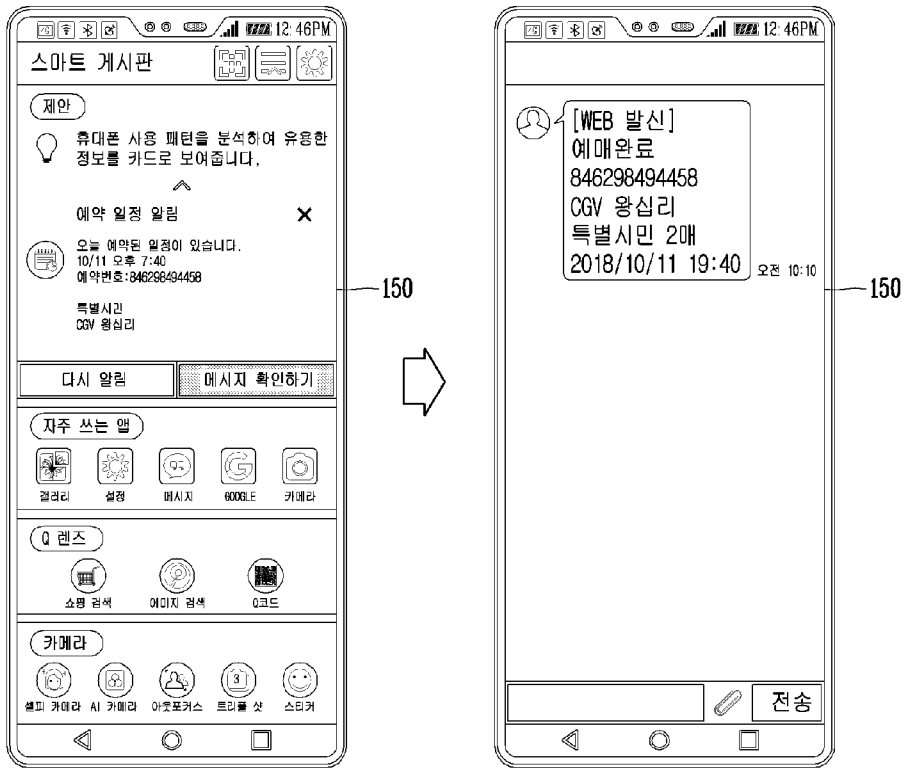 12:46PM
스마트 게시판
제안
휴대폰 사용 패턴을 분석하여 유용한
정보를 카드로 보여줍니다.
예약 일정 알림
오늘 예약된 일정이 있습니다.
10/11 오후 7:40
예약번호:846298494458
특별시민
CGV 왕십리
다시 알림
메시지 확인하기
자주 쓰는 앱
갤러리
설정
메시지
GOOGLE
카메라
Q 렌즈
쇼핑 검색
이미지 검색
Q코드
카메라
3
셀피 카메라
AI 카메라
아웃포커스
트리플 샷
스티커
150
12:46PM
[WEB 발신]
예매완료
846298494458
CGV 왕십리
특별시민 2매
2018/10/11 19:40
오전 10:10
전송
150